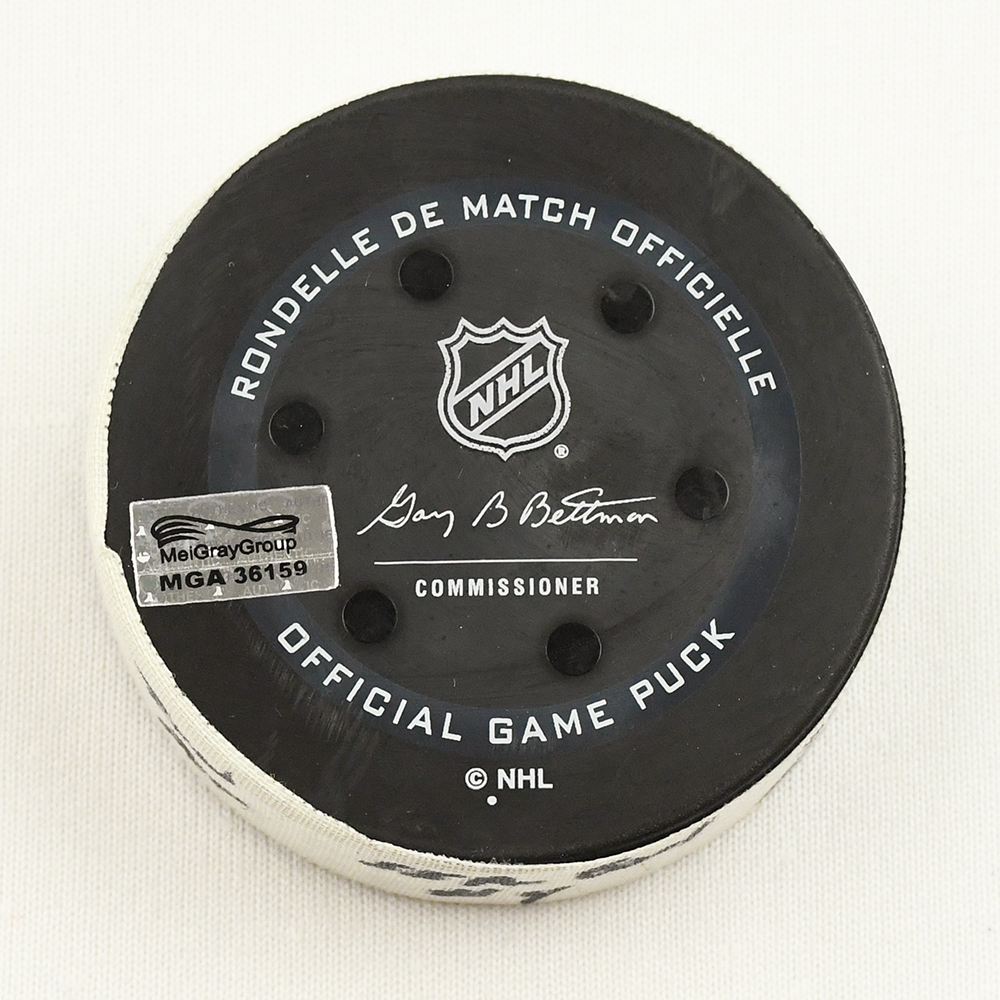 RONDELLE DE MATCH OFFICIELLE
NHL
®
Gary B Bettman
COMMISSIONER
MeiGrayGroup
MGA 36159
OFFICIAL GAME PUCK
© NHL